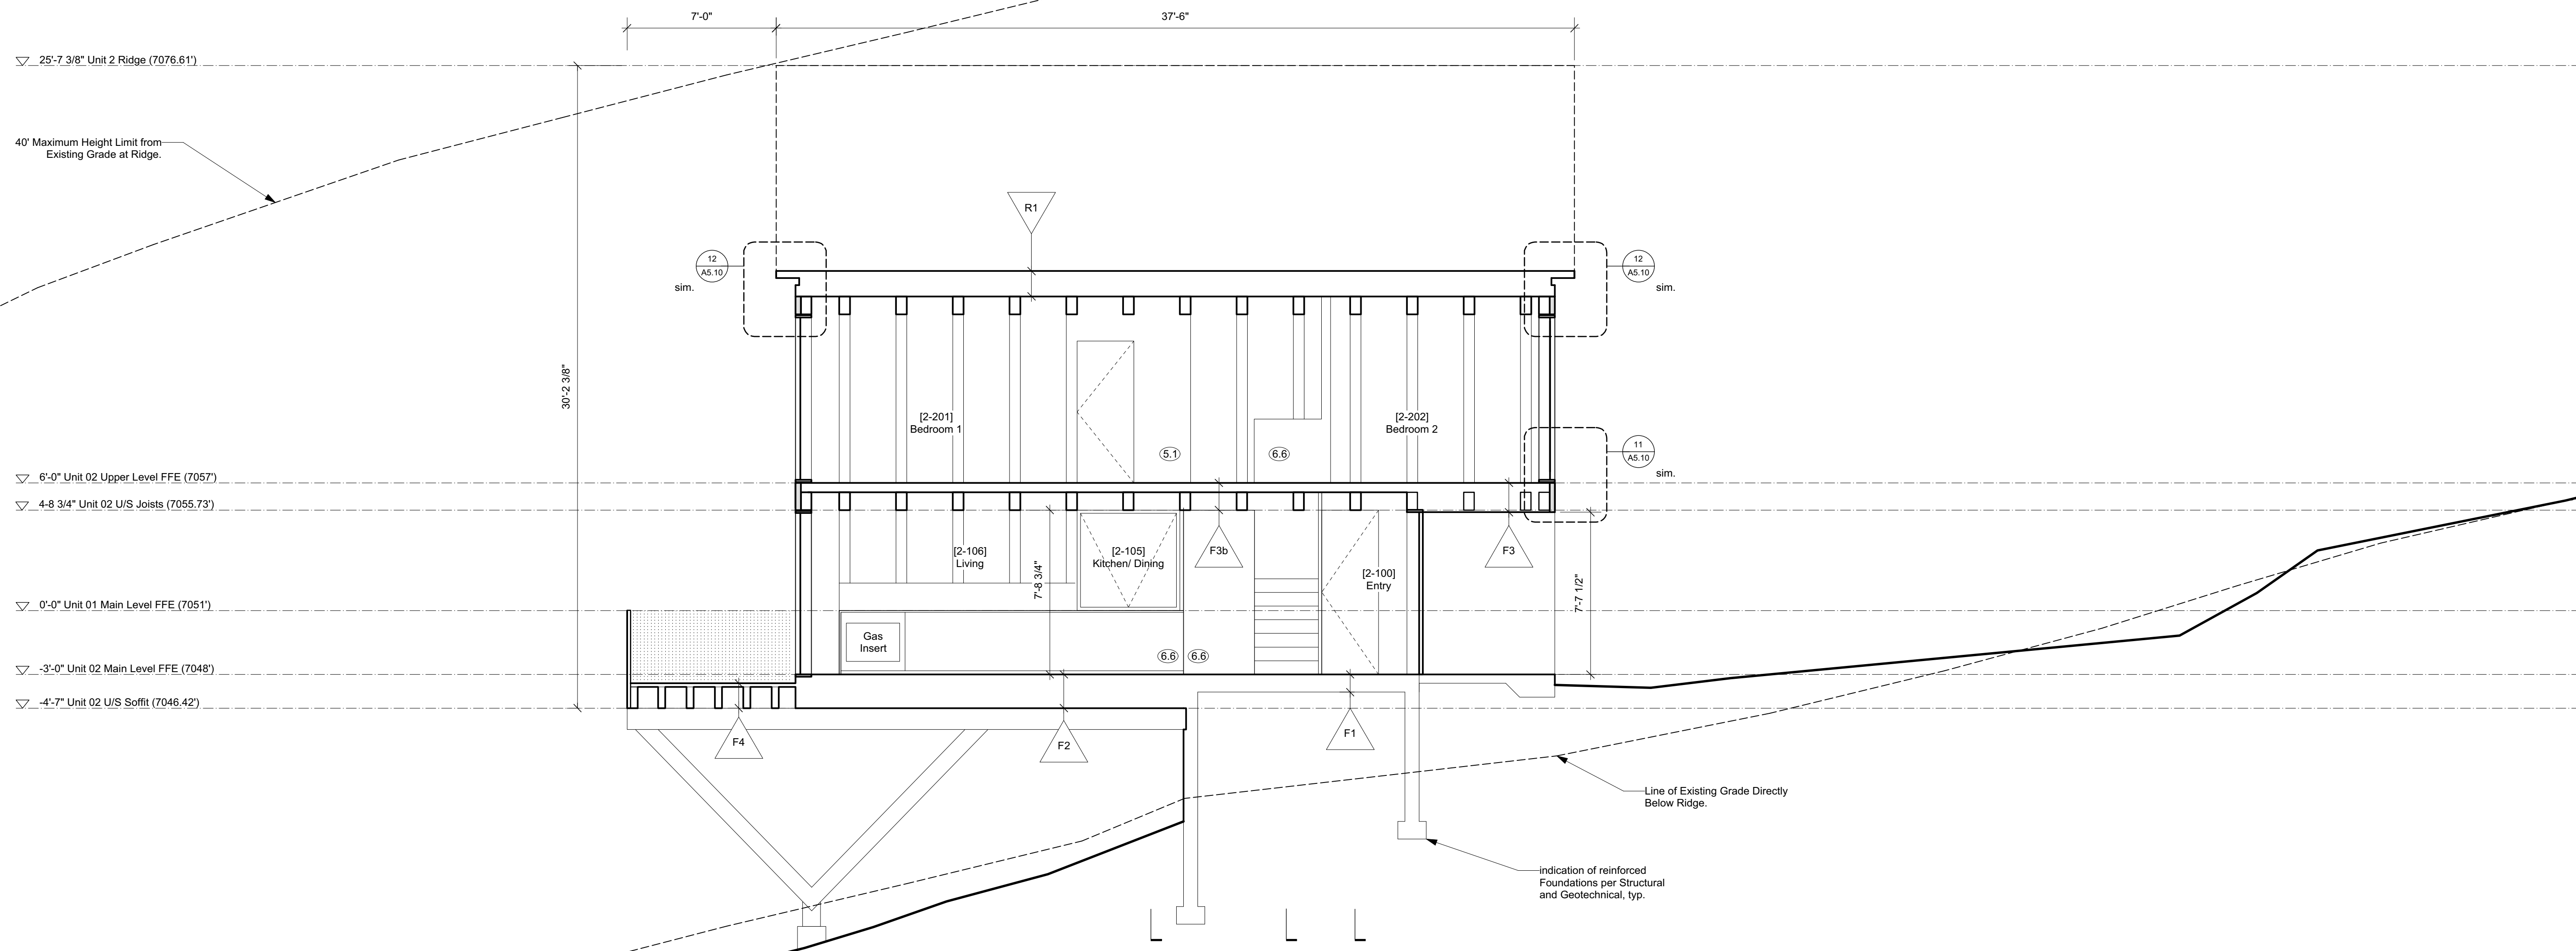 7'-0"
37'-6"
25'-7 3/8" Unit 2 Ridge (7076.61')
40' Maximum Height Limit from
Existing Grade at Ridge.
R1
12
A5.10
sim.
12
A5.10
sim.
30'-2 3/8"
[2-201]
Bedroom 1
[2-202]
Bedroom 2
5.1
6.6
11
A5.10
sim.
6'-0" Unit 02 Upper Level FFE (7057')
4-8 3/4" Unit 02 U/S Joists (7055.73')
[2-106]
Living
[2-105]
Kitchen/ Dining
F3b
F3
7'-8 3/4"
[2-100]
Entry
7'-7 1/2"
0'-0" Unit 01 Main Level FFE (7051')
Gas
Insert
6.6
6.6
-3'-0" Unit 02 Main Level FFE (7048')
-4'-7" Unit 02 U/S Soffit (7046.42')
F4
F2
F1
Line of Existing Grade Directly
Below Ridge.
indication of reinforced
Foundations per Structural
and Geotechnical, typ.